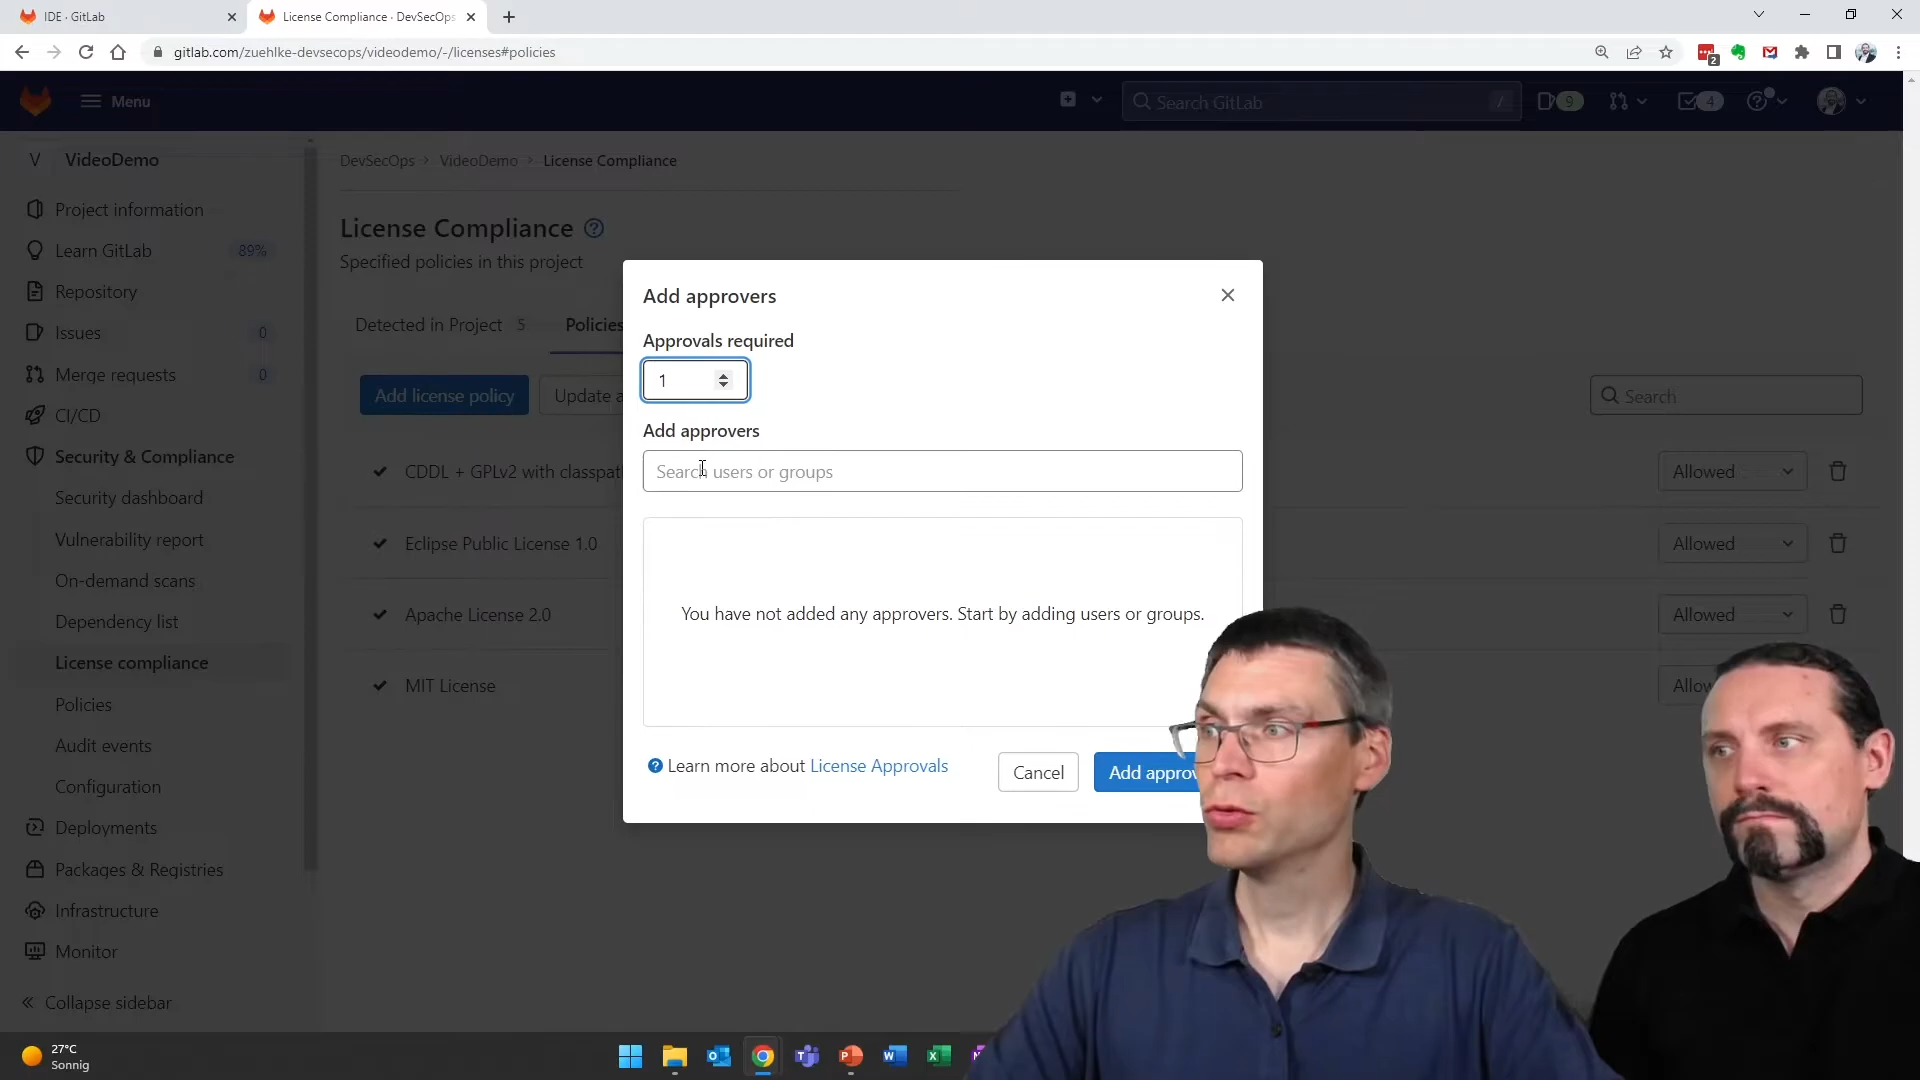 IDE · GitLab
License Compliance · DevSecOps
gitlab.com/zuehlke-devsecops/videodemo/-/licenses#policies
2
Menu
Search GitLab
/
9
4
V VideoDemo
DevSecOps > VideoDemo > License Compliance
Project information
Learn GitLab 89%
Repository
Issues 0
Merge requests 0
CI/CD
Security & Compliance
Security dashboard
Vulnerability report
On-demand scans
Dependency list
License compliance
Policies
Audit events
Configuration
Deployments
Packages & Registries
Infrastructure
Monitor
Collapse sidebar
License Compliance
Specified policies in this project
Detected in Project 5
Policies
Add license policy
Update a
Search
CDDL + GPLv2 with classpat
Allowed
Eclipse Public License 1.0
Allowed
Apache License 2.0
Allowed
MIT License
Allow
Add approvers
Approvals required
1
Add approvers
Search users or groups
You have not added any approvers. Start by adding users or groups.
Learn more about License Approvals
Cancel
Add approv
27°C
Sonnig